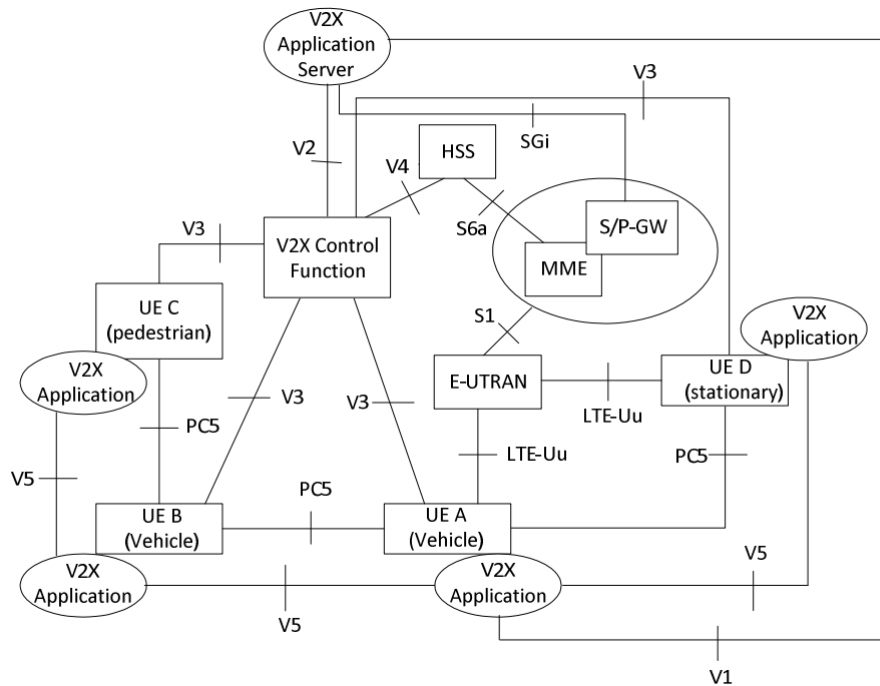 V2X
Application
Server
V3
SGi
HSS
V2
V4
S6a
S/P-GW
V3
V2X Control
Function
MME
UE C
(pedestrian)
S1
V2X
Application
V2X
Application
E-UTRAN
UE D
(stationary)
V3
V3
LTE-Uu
PC5
LTE-Uu
PC5
V5
PC5
UE B
(Vehicle)
UE A
(Vehicle)
V2X
Application
V2X
Application
V5
V5
V1